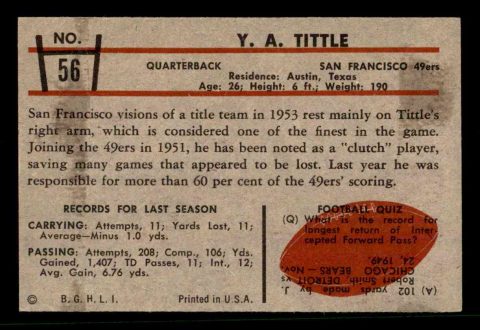 NO.
56
Y. A. TITTLE
QUARTERBACK SAN FRANCISCO 49ers
Residence: Austin, Texas
Age: 26; Height: 6 ft.; Weight: 190
San Francisco visions of a title team in 1953 rest mainly on Tittle's
right arm, which is considered one of the finest in the game.
Joining the 49ers in 1951, he has been noted as a "clutch" player,
saving many games that appeared to be lost. Last year he was
responsible for more than 60 per cent of the 49ers' scoring.
RECORDS FOR LAST SEASON
CARRYING: Attempts, 11; Yards Lost, 11;
Average—Minus 1.0 yds.
PASSING: Attempts, 208; Comp., 106; Yds.
Gained, 1,407; TD Passes, 11; Int., 12;
Avg. Gain, 6.76 yds.
© B. G. H. L. I. Printed in U.S.A.
FOOTBALL QUIZ
(Q) What is the record for
longest return of Inter
cepted Forward Pass?
(A) 102 yards made by
Robert Smith DETROIT vs
CHICAGO BEARS — Nov.
24, 1949.